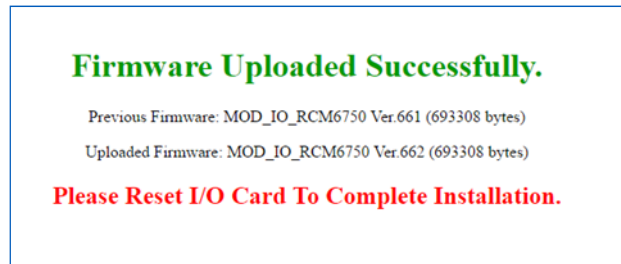 Firmware Uploaded Successfully.
Previous Firmware: MOD_IO_RCM6750 Ver.661 (693308 bytes)
Uploaded Firmware: MOD_IO_RCM6750 Ver.662 (693308 bytes)
Please Reset I/O Card To Complete Installation.